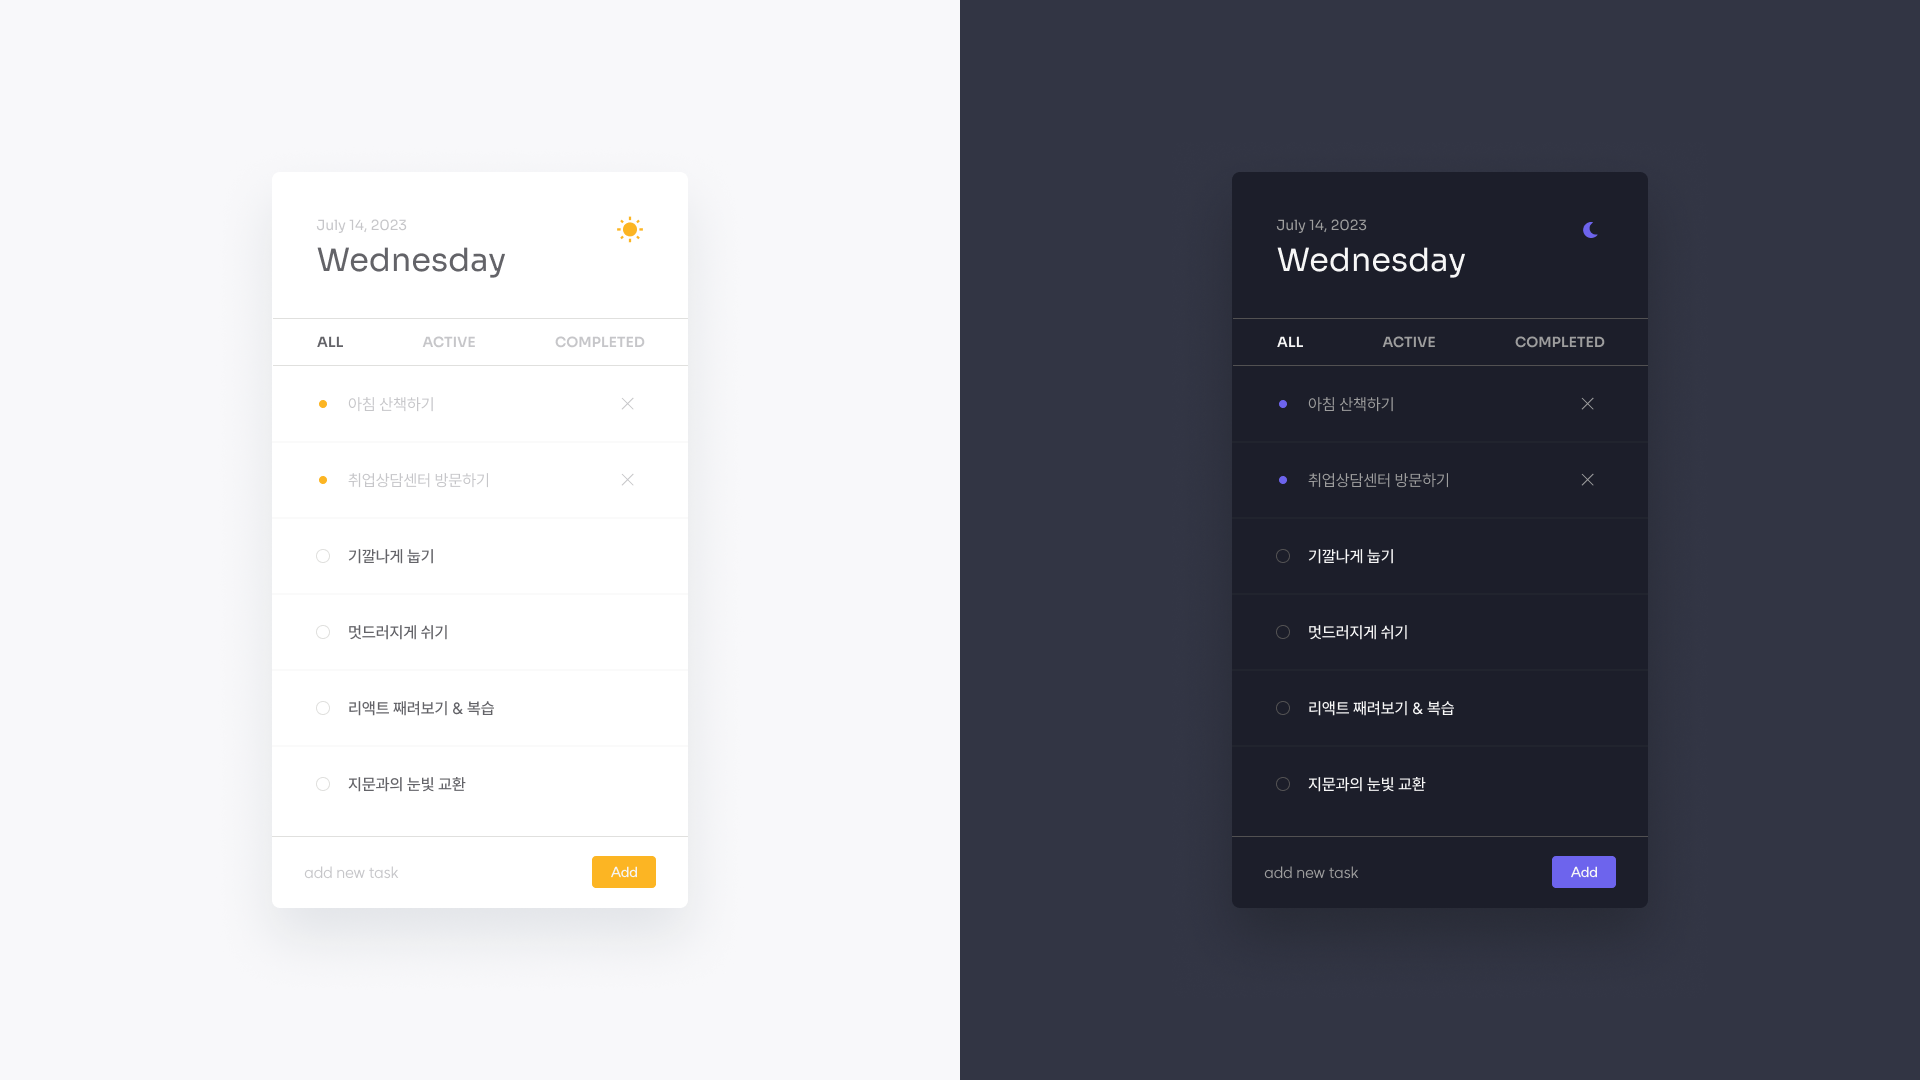 July 14, 2023
Wednesday
ALL ACTIVE COMPLETED
아침 산책하기
취업상담센터 방문하기
기깔나게 눕기
멋드러지게 쉬기
리액트 째려보기 & 복습
지문과의 눈빛 교환
add new task Add
July 14, 2023
Wednesday
ALL ACTIVE COMPLETED
아침 산책하기
취업상담센터 방문하기
기깔나게 눕기
멋드러지게 쉬기
리액트 째려보기 & 복습
지문과의 눈빛 교환
add new task Add